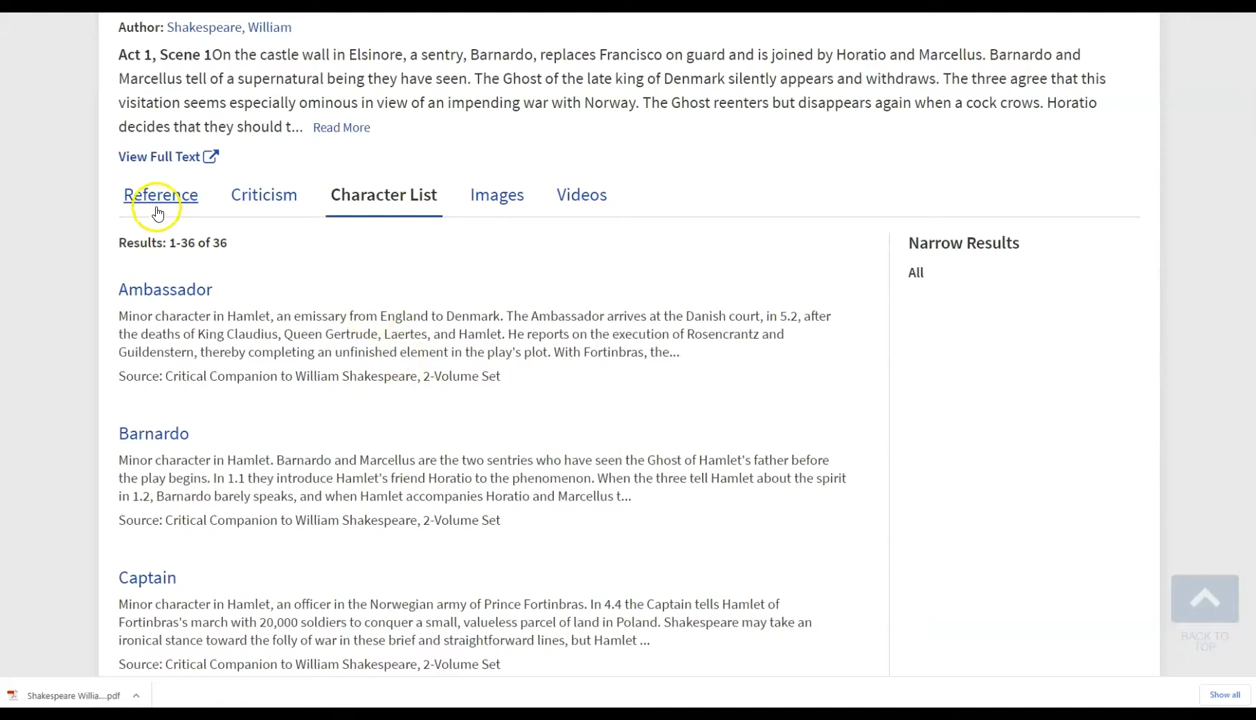 Author: Shakespeare, William
Act 1, Scene 1On the castle wall in Elsinore, a sentry, Barnardo, replaces Francisco on guard and is joined by Horatio and Marcellus. Barnardo and
Marcellus tell of a supernatural being they have seen. The Ghost of the late king of Denmark silently appears and withdraws. The three agree that this
visitation seems especially ominous in view of an impending war with Norway. The Ghost reenters but disappears again when a cock crows. Horatio
decides that they should t... Read More
View Full Text
Reference Criticism Character List Images Videos
Results: 1-36 of 36
Narrow Results
All
Ambassador
Minor character in Hamlet, an emissary from England to Denmark. The Ambassador arrives at the Danish court, in 5.2, after
the deaths of King Claudius, Queen Gertrude, Laertes, and Hamlet. He reports on the execution of Rosencrantz and
Guildenstern, thereby completing an unfinished element in the play's plot. With Fortinbras, the...
Source: Critical Companion to William Shakespeare, 2-Volume Set
Barnardo
Minor character in Hamlet. Barnardo and Marcellus are the two sentries who have seen the Ghost of Hamlet's father before
the play begins. In 1.1 they introduce Hamlet's friend Horatio to the phenomenon. When the three tell Hamlet about the spirit
in 1.2, Barnardo barely speaks, and when Hamlet accompanies Horatio and Marcellus t...
Source: Critical Companion to William Shakespeare, 2-Volume Set
Captain
Minor character in Hamlet, an officer in the Norwegian army of Prince Fortinbras. In 4.4 the Captain tells Hamlet of
Fortinbras's march with 20,000 soldiers to conquer a small, valueless parcel of land in Poland. Shakespeare may take an
ironical stance toward the folly of war in these brief and straightforward lines, but Hamlet ...
Source: Critical Companion to William Shakespeare, 2-Volume Set
BACK TO
TOP
Shakespeare Willia....pdf
Show all